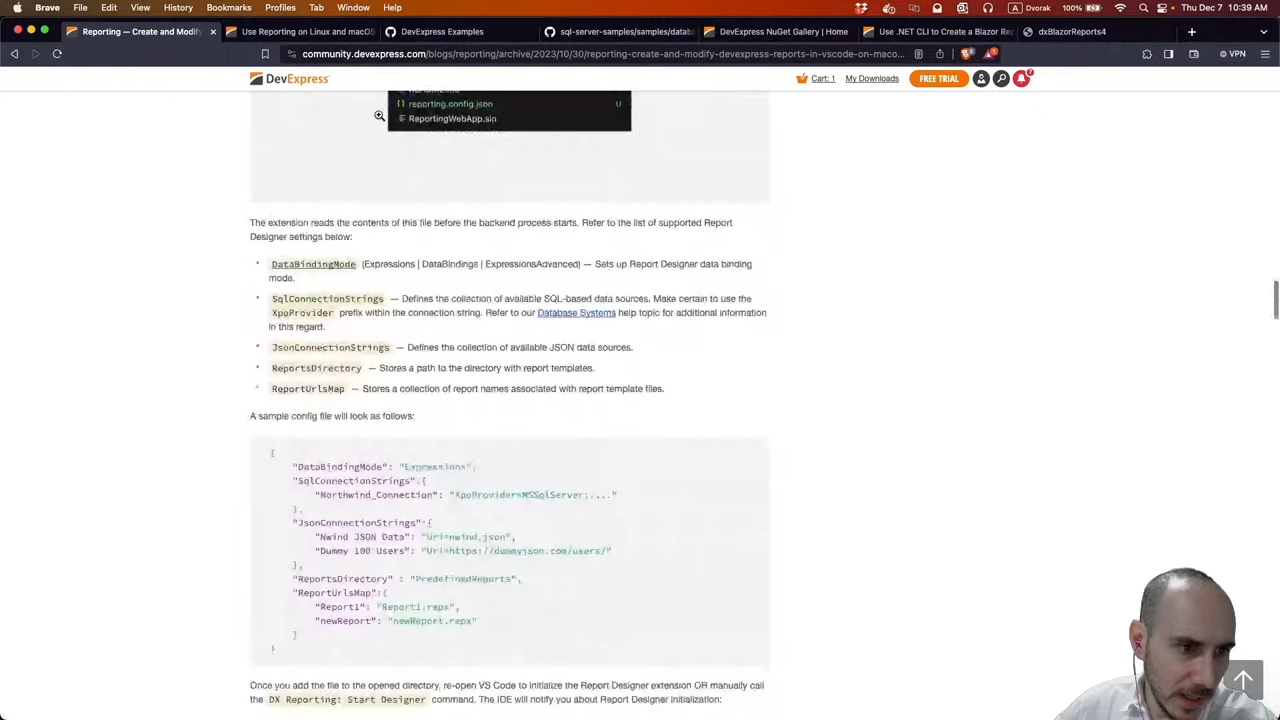 Brave File Edit View History Bookmarks Profiles Tab Window Help Dansk 100% Thu Dec 7 10:39 AM
Reporting — Create and Modify
Use Reporting on Linux and macOS
DevExpress Examples
sql-server-samples/samples/datab
DevExpress NuGet Gallery | Home
Use .NET CLI to Create a Blazor Re
dxBlazorReports4
community.devexpress.com/blogs/reporting/archive/2023/10/30/reporting-create-and-modify-devexpress-reports-in-vscode-on-maco... VPN
DevExpress Cart: 1 My Downloads FREE TRIAL 7
reporting.config.json U
ReportingWebApp.sln
The extension reads the contents of this file before the backend process starts. Refer to the list of supported Report
Designer settings below:
DataBindingMode (Expressions | DataBindings | ExpressionsAdvanced) — Sets up Report Designer data binding
mode.
SqlConnectionStrings — Defines the collection of available SQL-based data sources. Make certain to use the
XpoProvider prefix within the connection string. Refer to our Database Systems help topic for additional information
in this regard.
JsonConnectionStrings — Defines the collection of available JSON data sources.
ReportsDirectory — Stores a path to the directory with report templates.
ReportUrlsMap — Stores a collection of report names associated with report template files.
A sample config file will look as follows:
{
"DataBindingMode": "Expressions",
"SqlConnectionStrings":{
"Northwind_Connection": "XpoProvider=MSSqlServer;..."
},
"JsonConnectionStrings":{
"Nwind JSON Data": "Uri=nwind.json",
"Dummy 100 Users": "Uri=https://dummyjson.com/users/"
},
"ReportsDirectory" : "PredefinedReports",
"ReportUrlsMap":{
"Report1": "Report1.repx",
"newReport": "newReport.repx"
}
}
Once you add the file to the opened directory, re-open VS Code to initialize the Report Designer extension OR manually call
the DX Reporting: Start Designer command. The IDE will notify you about Report Designer initialization: